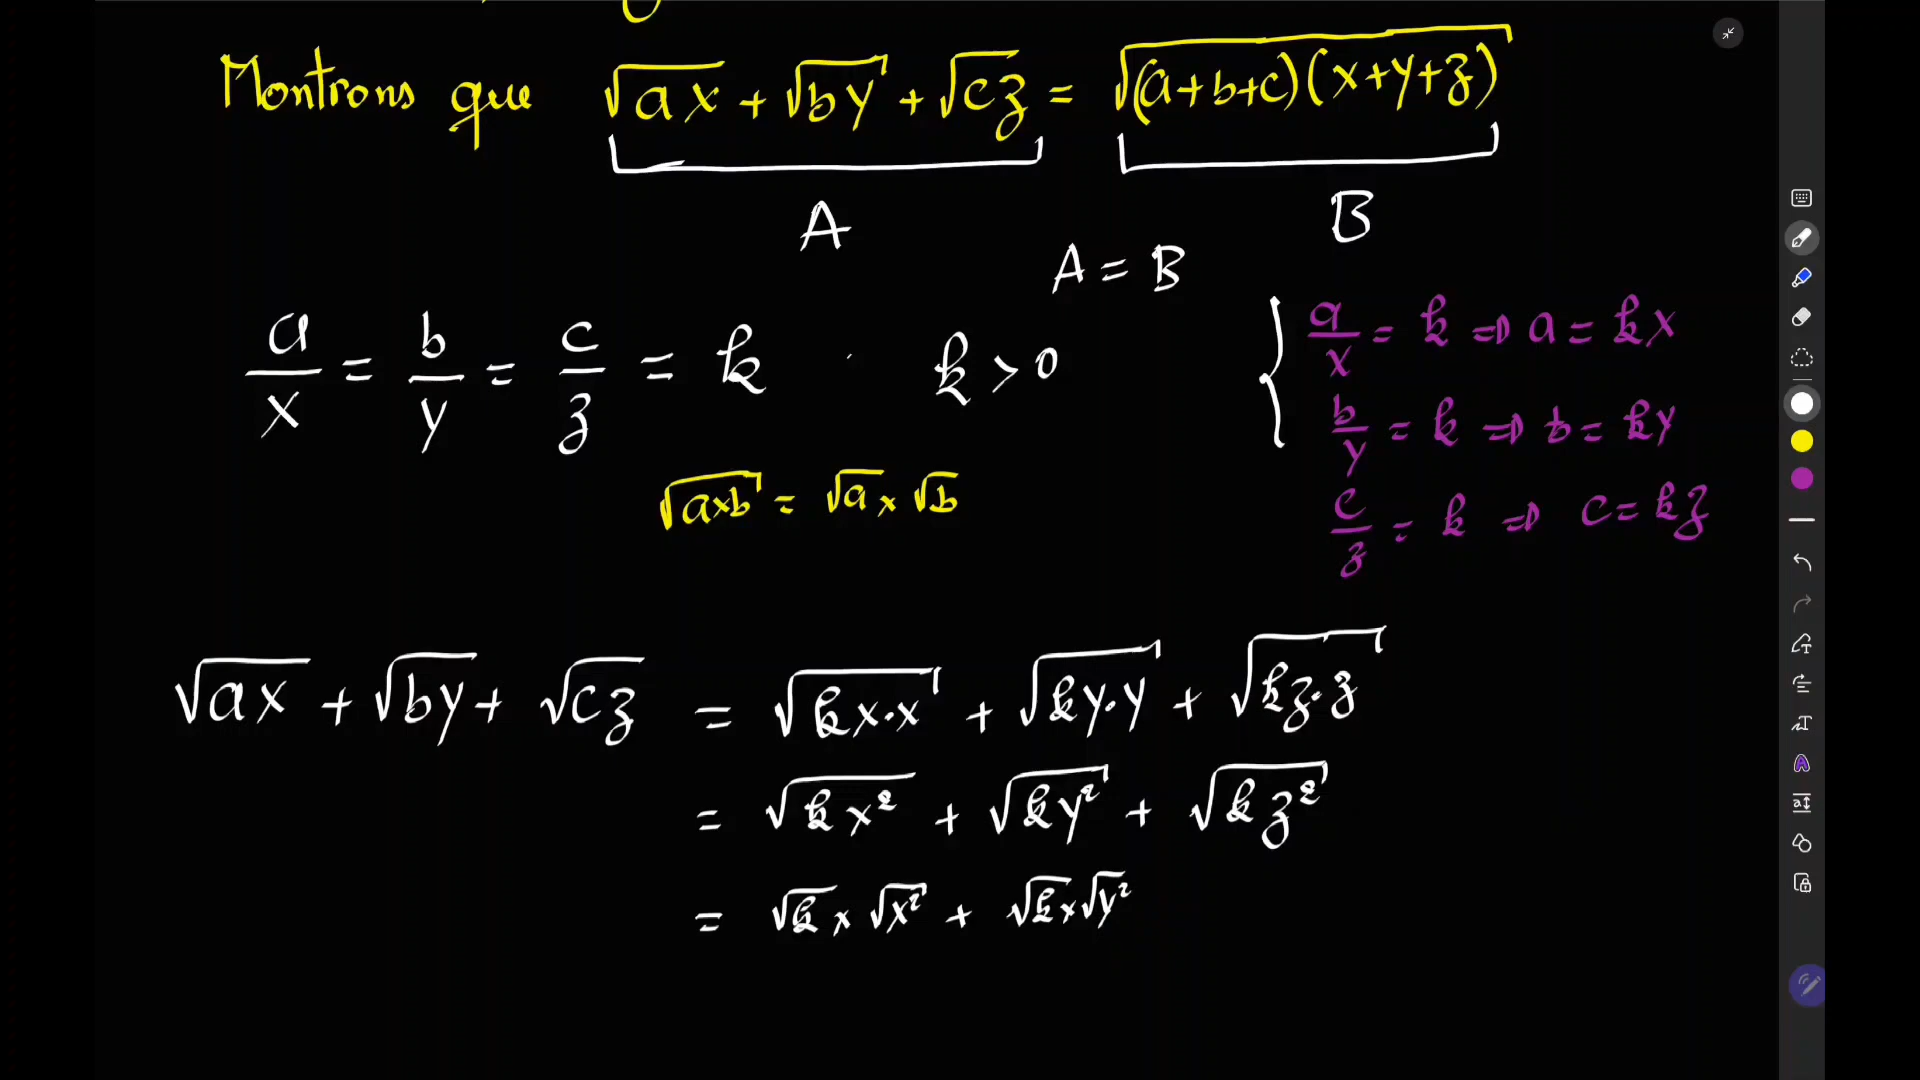 Montrons que √ax + √by + √cz = √(a+b+c)(x+y+z)
A B
A = B
a/x = b/y = c/z = k k > 0
a/x = k ⇒ a = kx
b/y = k ⇒ b = ky
c/z = k ⇒ c = kz
√a×b = √a × √b
√ax + √by + √cz = √kx·x + √ky·y + √kz·z
= √kx² + √ky² + √kz²
= √k × √x² + √k × √y²